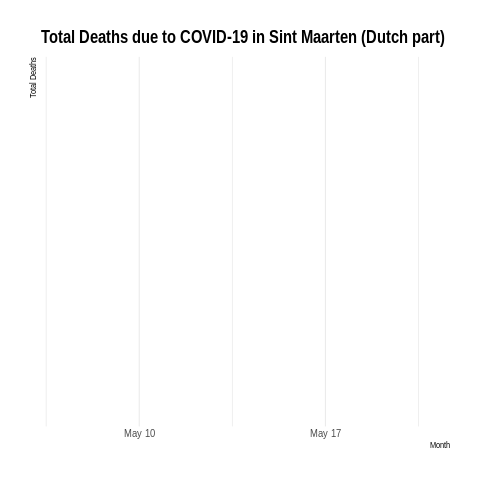 Total Deaths due to COVID-19 in Sint Maarten (Dutch part)
Total Deaths
May 10
May 17
Month